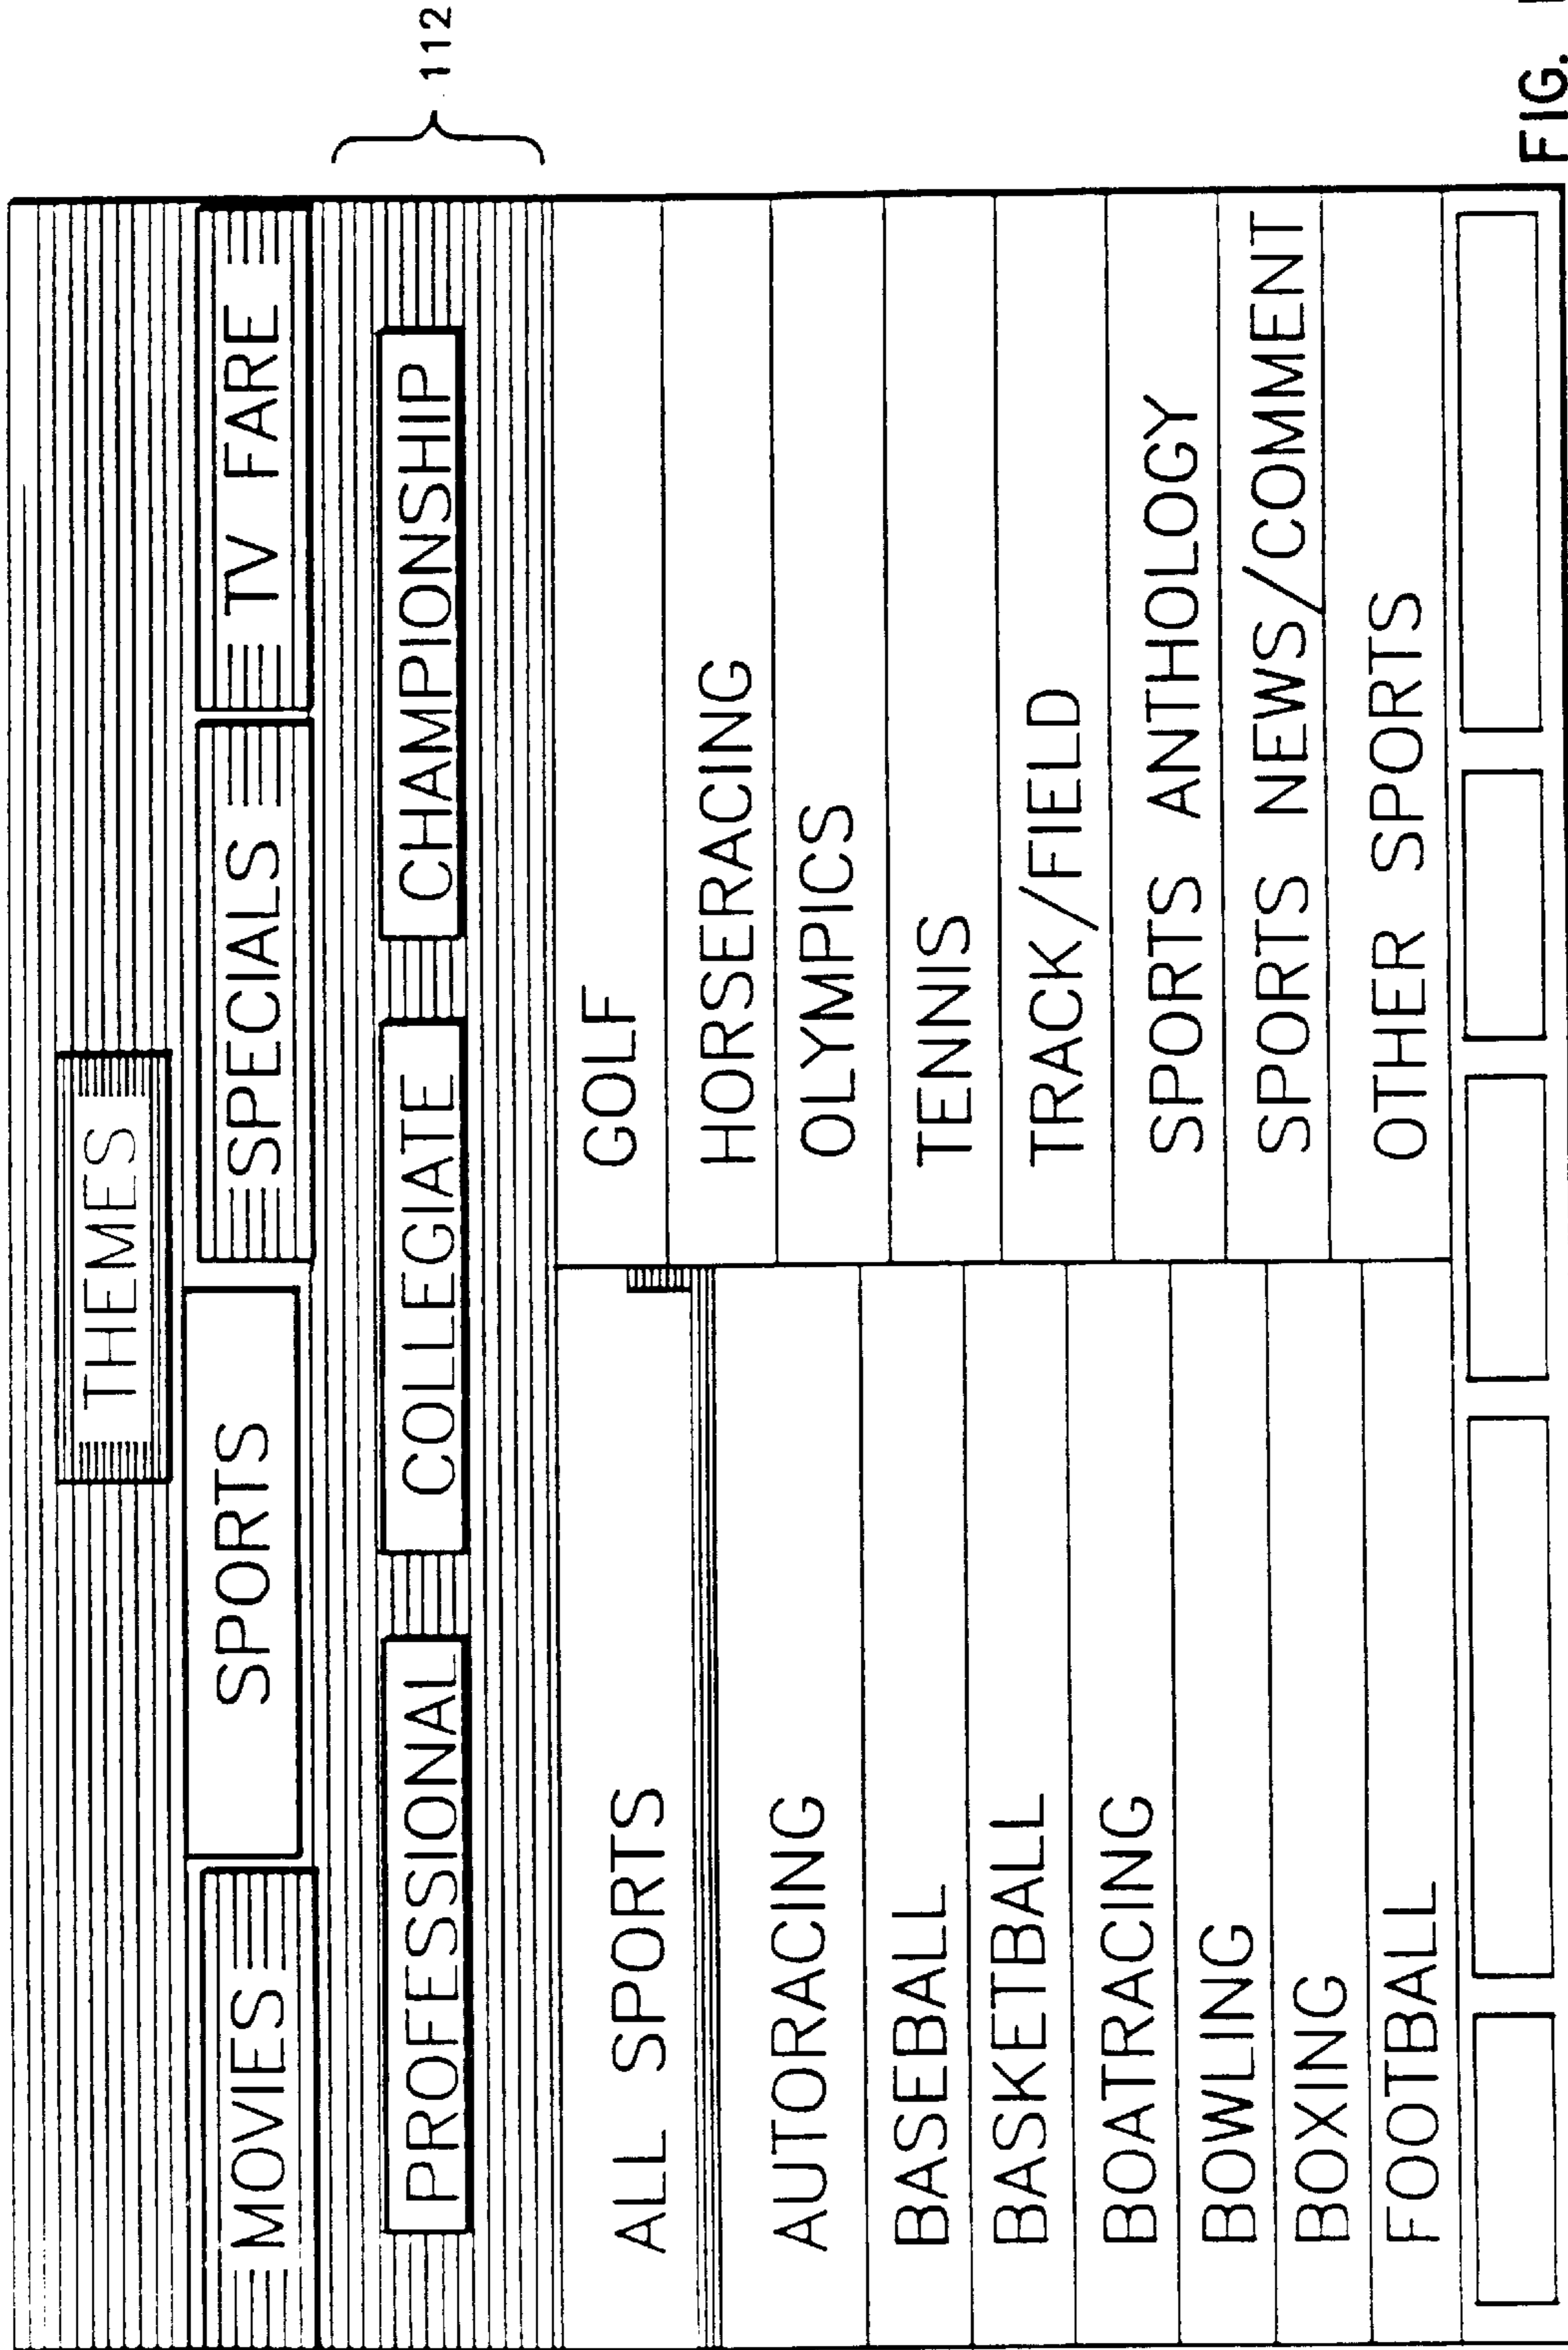 THEMES
MOVIES SPORTS SPECIALS TV FARE
PROFESSIONAL COLLEGIATE CHAMPIONSHIP
112
ALL SPORTS
AUTORACING
BASEBALL
BASKETBALL
BOATRACING
BOWLING
BOXING
FOOTBALL
GOLF
HORSERACING
OLYMPICS
TENNIS
TRACK/FIELD
SPORTS ANTHOLOGY
SPORTS NEWS/COMMENT
OTHER SPORTS
FIG.